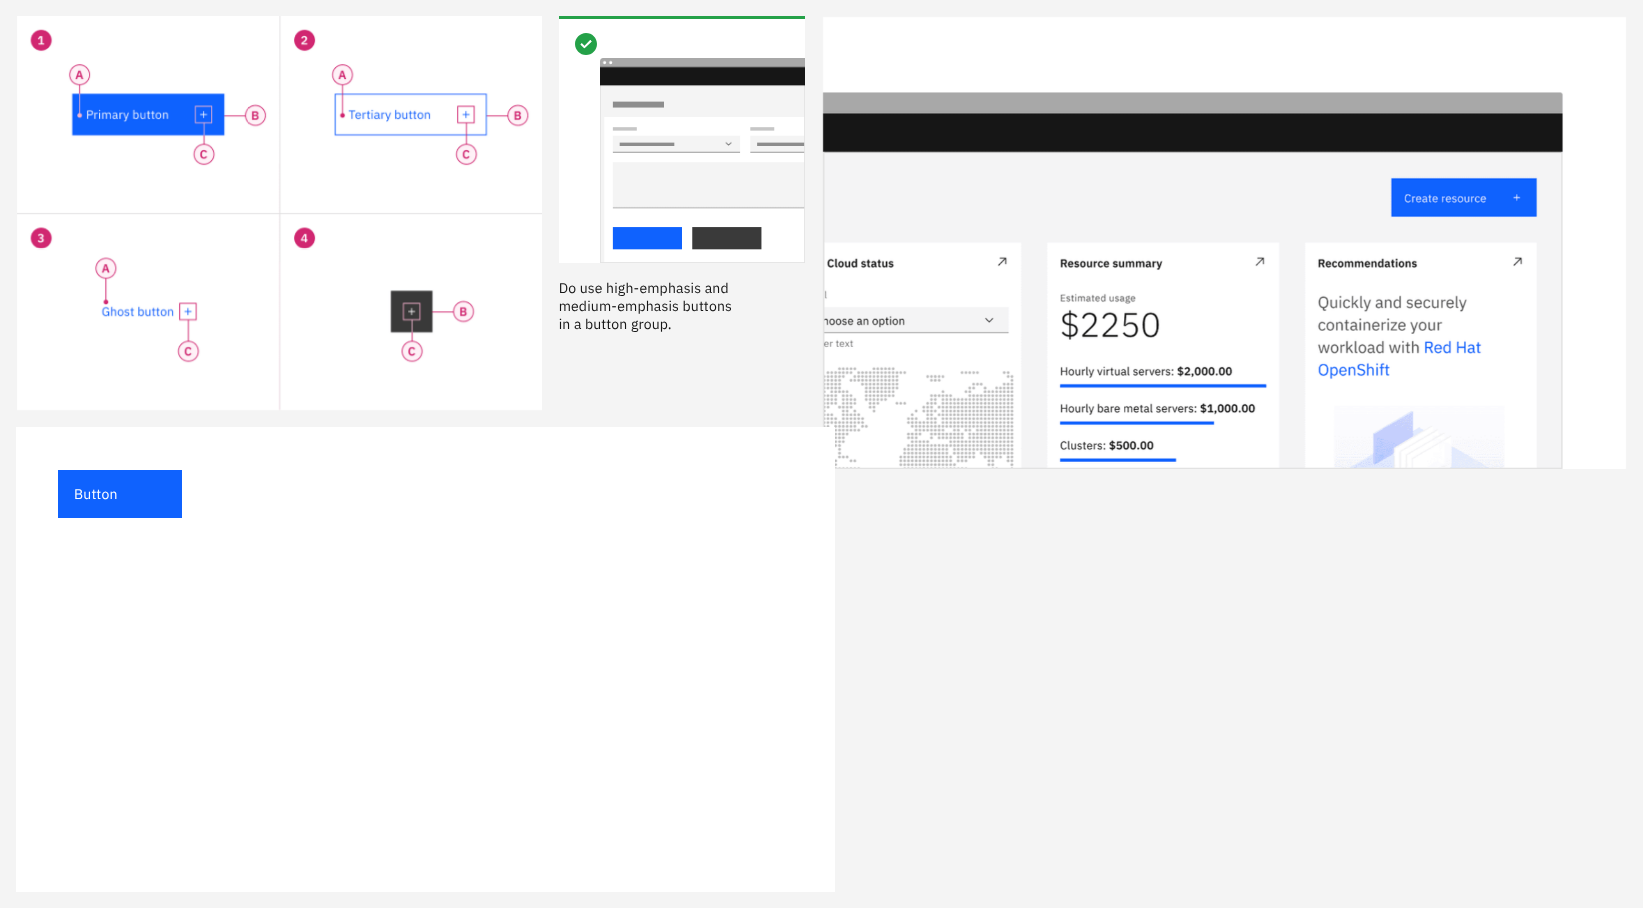 1
A
Primary button
B
C
2
A
Tertiary button
B
C
3
A
Ghost button
C
4
B
C
Do use high-emphasis and
medium-emphasis buttons
in a button group.
Create resource
Cloud status
oose an option
er text
Resource summary
Estimated usage
$2250
Hourly virtual servers: $2,000.00
Hourly bare metal servers: $1,000.00
Clusters: $500.00
Recommendations
Quickly and securely
containerize your
workload with Red Hat
OpenShift
Button